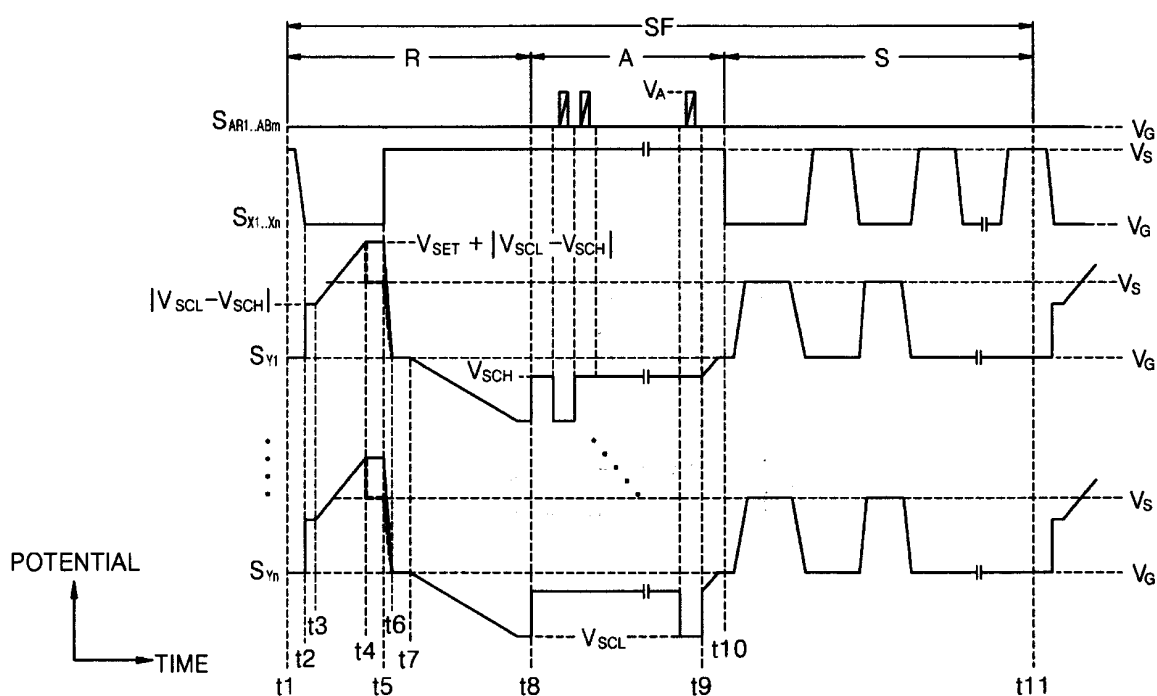 SF
R A S
V_A
S_AR1..ABm
V_G
V_S
S_X1..Xn
V_G
V_SET + |V_SCL – V_SCH|
V_S
|V_SCL – V_SCH|
S_Y1
V_G
V_SCH
V_S
POTENTIAL
S_Yn
V_G
t3 t6
V_SCL
t2 t4 t7 t10
TIME
t1 t5 t8 t9 t11